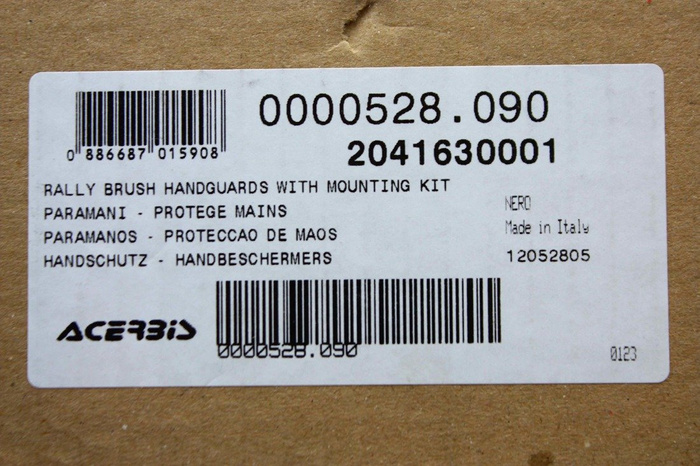 0000528.090
0 886687 015908
2041630001
RALLY BRUSH HANDGUARDS WITH MOUNTING KIT
PARAMANI - PROTEGE MAINS
NERO
PARAMANOS - PROTECCAO DE MAOS
Made in Italy
HANDSCHUTZ - HANDBESCHERMERS
12052805
ACERBIS
0000528.090
0123